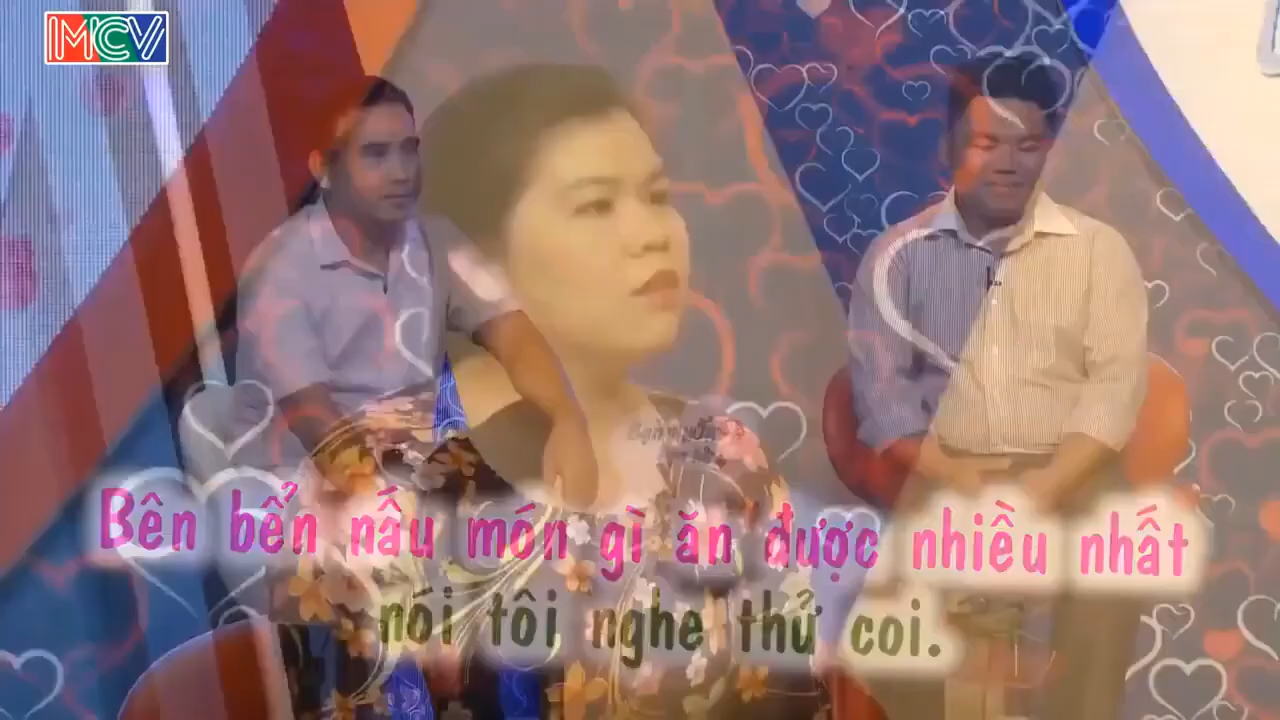 MCV
Bên bển nấu món gì ăn được nhiều nhất
nói tôi nghe thử coi.